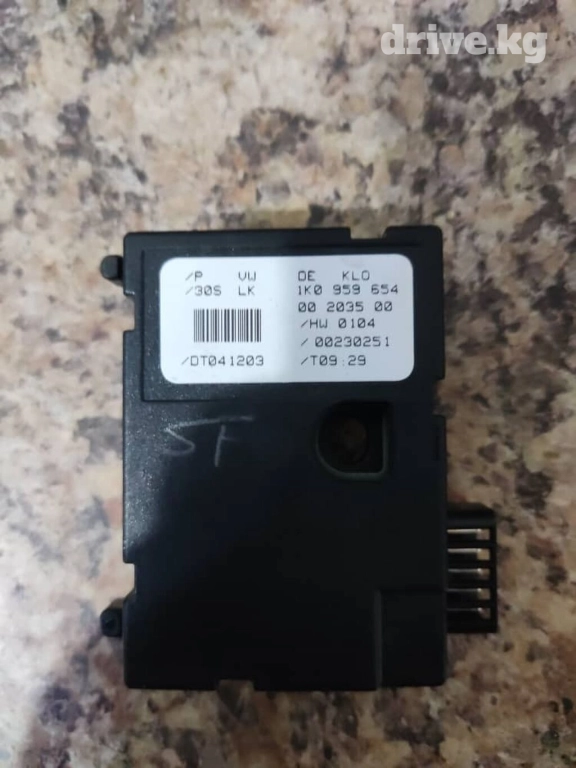 drive.kg
/P VW DE KLO
/30S LK 1K0 959 654
00 2035 00
/HW 0104
/ 00230251
/DT041203 /T09:29
5F